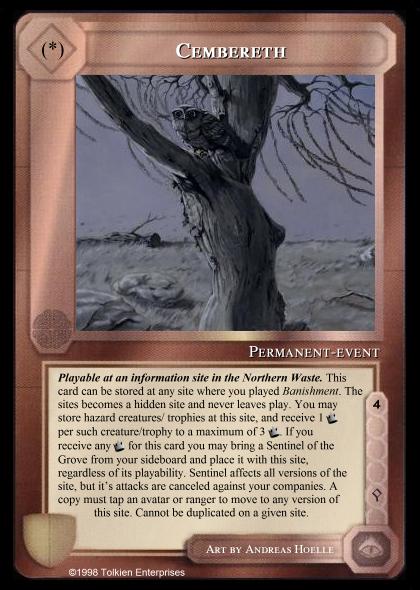 (*)
Cembereth
Permanent-event
Playable at an information site in the Northern Waste. This
card can be stored at any site where you played Banishment. The
sites becomes a hidden site and never leaves play. You may
store hazard creatures/ trophies at this site, and receive 1
per such creature/trophy to a maximum of 3 . If you
receive any for this card you may bring a Sentinel of the
Grove from your sideboard and place it with this site,
regardless of its playability. Sentinel affects all versions of the
site, but it's attacks are canceled against your companies. A
copy must tap an avatar or ranger to move to any version of
this site. Cannot be duplicated on a given site.
4
Art by Andreas Hoelle
©1998 Tolkien Enterprises